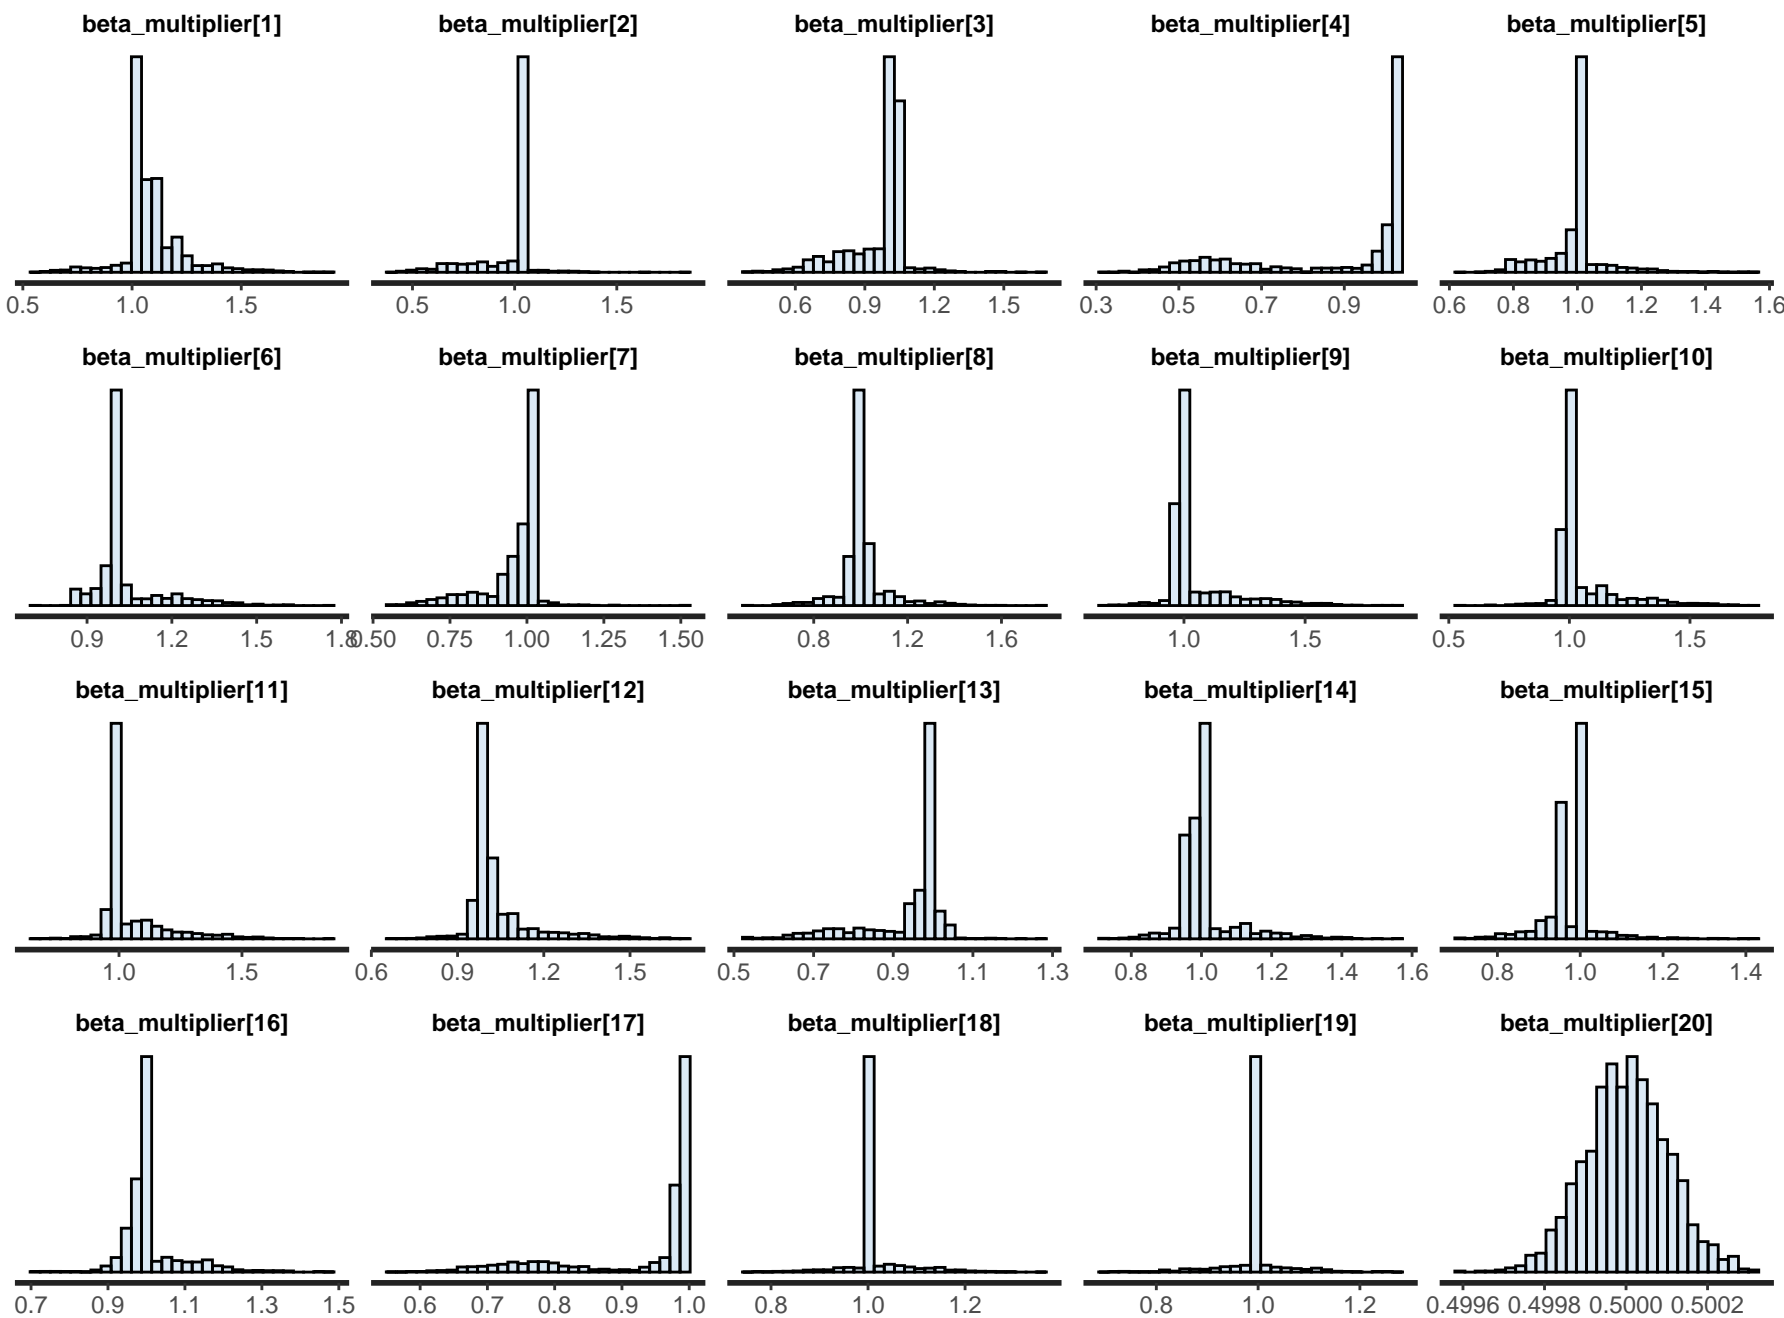 beta_multiplier[1] beta_multiplier[2] beta_multiplier[3] beta_multiplier[4] beta_multiplier[5]
0.5 1.0 1.5 0.5 1.0 1.5 0.6 0.9 1.2 1.5 0.3 0.5 0.7 0.9 0.6 0.8 1.0 1.2 1.4 1.6
beta_multiplier[6] beta_multiplier[7] beta_multiplier[8] beta_multiplier[9] beta_multiplier[10]
0.9 1.2 1.5 1.8 0.50 0.75 1.00 1.25 1.50 0.8 1.2 1.6 1.0 1.5 0.5 1.0 1.5
beta_multiplier[11] beta_multiplier[12] beta_multiplier[13] beta_multiplier[14] beta_multiplier[15]
1.0 1.5 0.6 0.9 1.2 1.5 0.5 0.7 0.9 1.1 1.3 0.8 1.0 1.2 1.4 1.6 0.8 1.0 1.2 1.4
beta_multiplier[16] beta_multiplier[17] beta_multiplier[18] beta_multiplier[19] beta_multiplier[20]
0.7 0.9 1.1 1.3 1.5 0.6 0.7 0.8 0.9 1.0 0.8 1.0 1.2 0.8 1.0 1.2 0.4996 0.4998 0.5000 0.5002